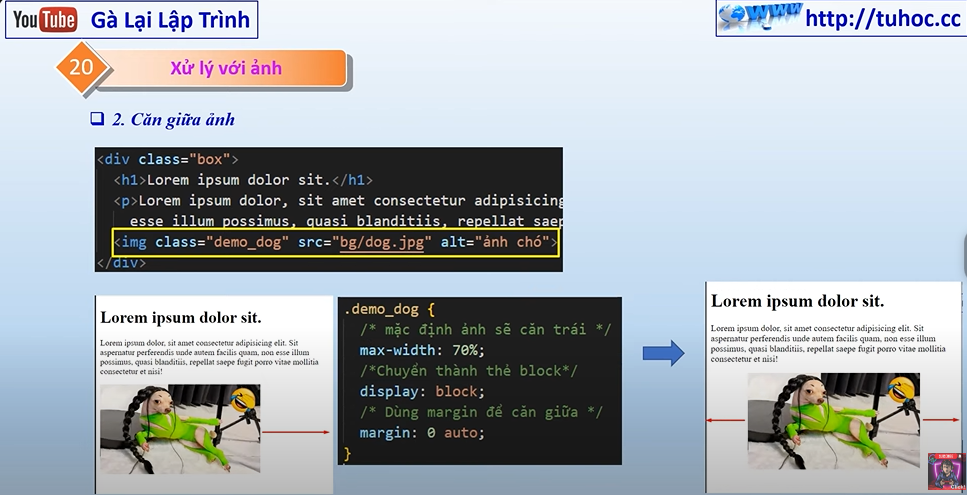 YouTube Gà Lại Lập Trình
WWW http://tuhoc.cc
20 Xử lý với ảnh
2. Căn giữa ảnh
<div class="box">
<h1>Lorem ipsum dolor sit.</h1>
<p>Lorem ipsum dolor, sit amet consectetur adipisicing
esse illum possimus, quasi blanditiis, repellat saep
<img class="demo_dog" src="bg/dog.jpg" alt="ảnh chó">
</div>
Lorem ipsum dolor sit.
Lorem ipsum dolor, sit amet consectetur adipisicing elit. Sit
aspernatur perferendis unde autem facilis quam, non esse illum
possimus, quasi blanditiis, repellat saepe fugit porro vitae mollitia
consectetur et nisi!
.demo_dog {
/* mặc định ảnh sẽ căn trái */
max-width: 70%;
/*Chuyển thành thẻ block*/
display: block;
/* Dùng margin để căn giữa */
margin: 0 auto;
}
Lorem ipsum dolor sit.
Lorem ipsum dolor, sit amet consectetur adipisicing elit. Sit
aspernatur perferendis unde autem facilis quam, non esse illum
possimus, quasi blanditiis, repellat saepe fugit porro vitae mollitia
consectetur et nisi!